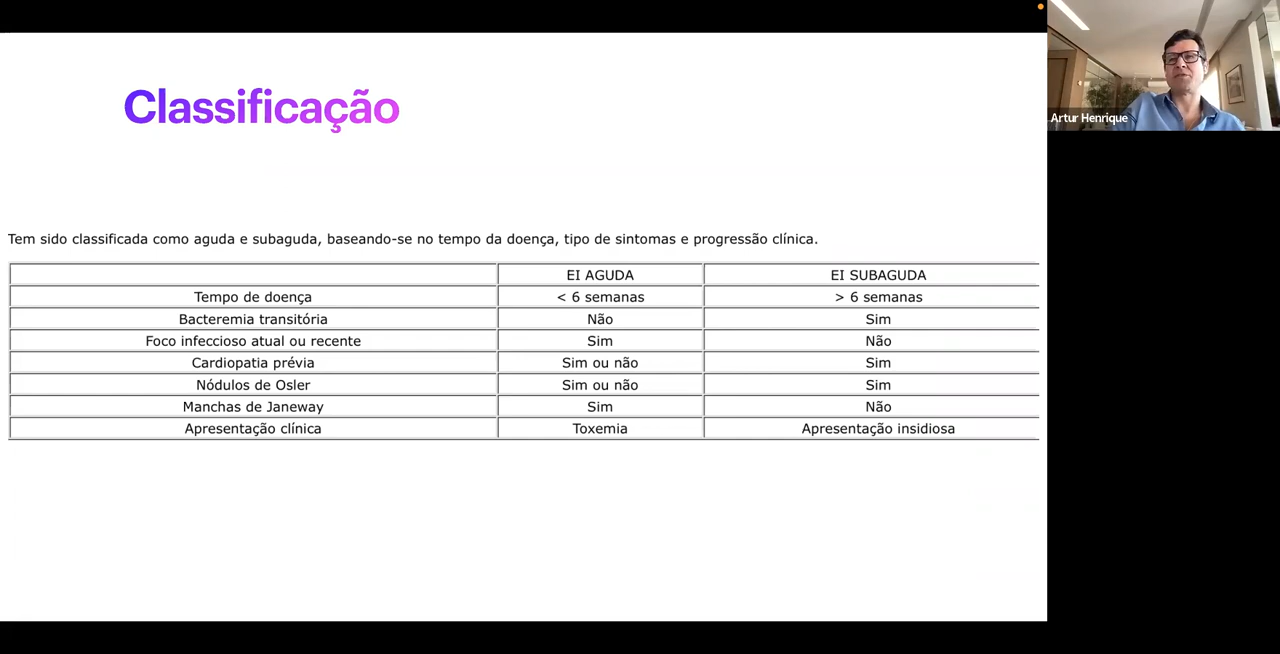 Classificação
Artur Henrique
Tem sido classificada como aguda e subaguda, baseando-se no tempo da doença, tipo de sintomas e progressão clínica.
EI AGUDA EI SUBAGUDA
Tempo de doença < 6 semanas > 6 semanas
Bacteremia transitória Não Sim
Foco infeccioso atual ou recente Sim Não
Cardiopatia prévia Sim ou não Sim
Nódulos de Osler Sim ou não Sim
Manchas de Janeway Sim Não
Apresentação clínica Toxemia Apresentação insidiosa